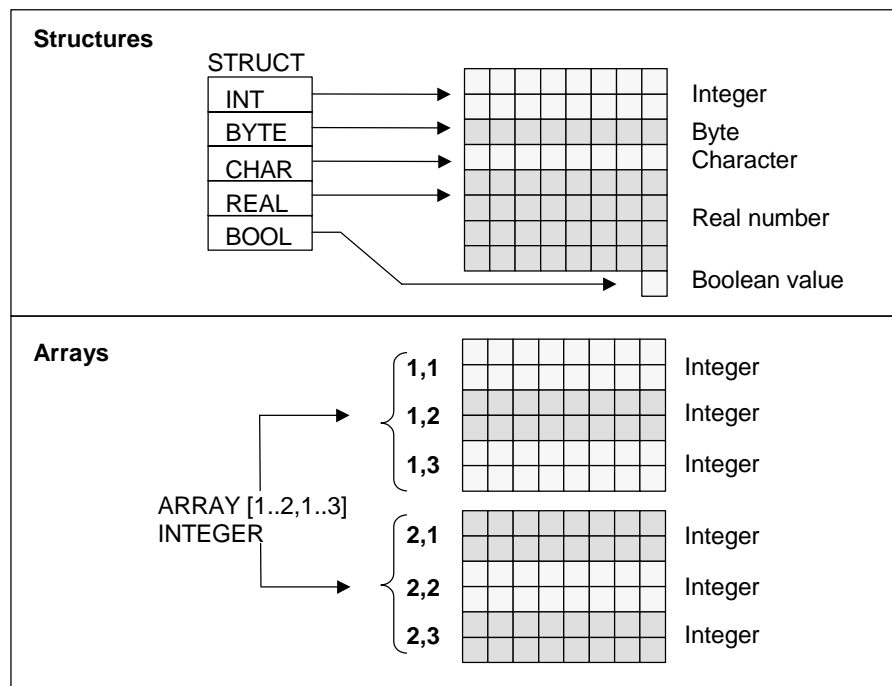 Structures
STRUCT
INT
BYTE
CHAR
REAL
BOOL
Integer
Byte
Character
Real number
Boolean value
Arrays
ARRAY [1..2,1..3]
INTEGER
1,1
1,2
1,3
2,1
2,2
2,3
Integer
Integer
Integer
Integer
Integer
Integer